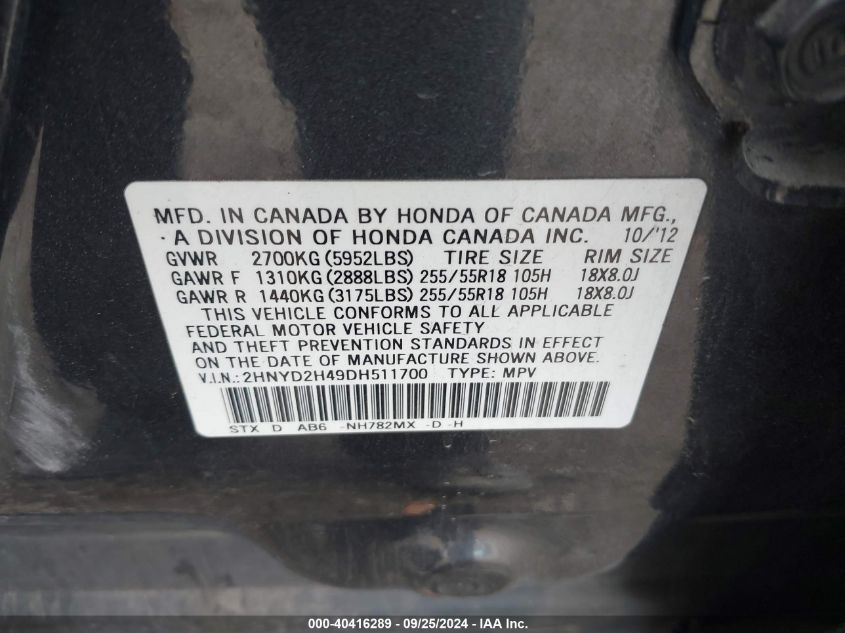 MFD. IN CANADA BY HONDA OF CANADA MFG.,
A DIVISION OF HONDA CANADA INC. 10/'12
GVWR 2700KG (5952LBS) TIRE SIZE RIM SIZE
GAWR F 1310KG (2888LBS) 255/55R18 105H 18X8.0J
GAWR R 1440KG (3175LBS) 255/55R18 105H 18X8.0J
THIS VEHICLE CONFORMS TO ALL APPLICABLE
FEDERAL MOTOR VEHICLE SAFETY
AND THEFT PREVENTION STANDARDS IN EFFECT
ON THE DATE OF MANUFACTURE SHOWN ABOVE.
V.I.N.: 2HNYD2H49DH511700 TYPE: MPV
STX D AB6 -NH782MX -D -H
000-40416289 - 09/25/2024 - IAA Inc.